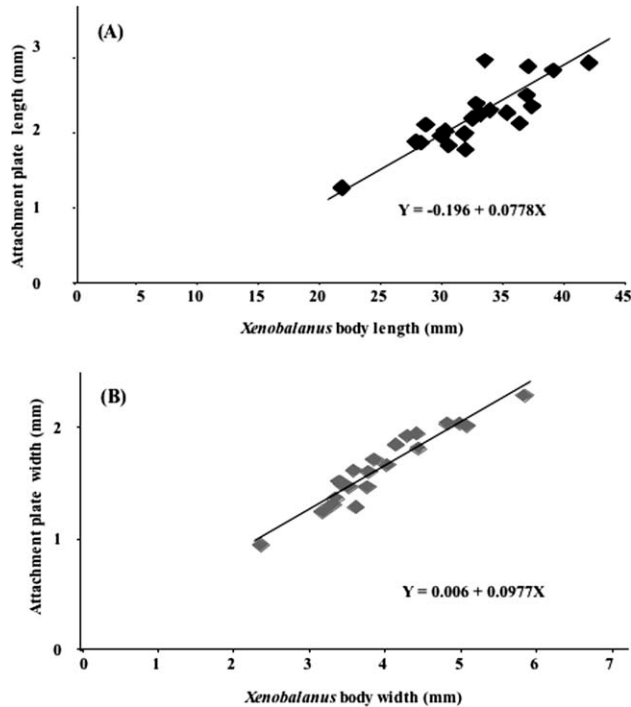 (A)
Attachment plate length (mm)
3
2
1
0
0 5 10 15 20 25 30 35 40 45
Y = -0.196 + 0.0778X
Xenobalanus body length (mm)
(B)
Attachment plate width (mm)
2
1
0
0 1 2 3 4 5 6 7
Y = 0.006 + 0.0977X
Xenobalanus body width (mm)